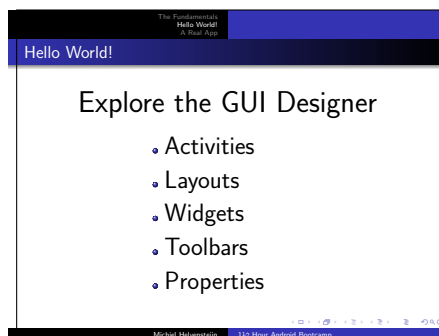 The Fundamentals
Hello World!
A Real App
Hello World!
Explore the GUI Designer
Activities
Layouts
Widgets
Toolbars
Properties
Michiel Helvensteijn
1½ Hour Android Bootcamp